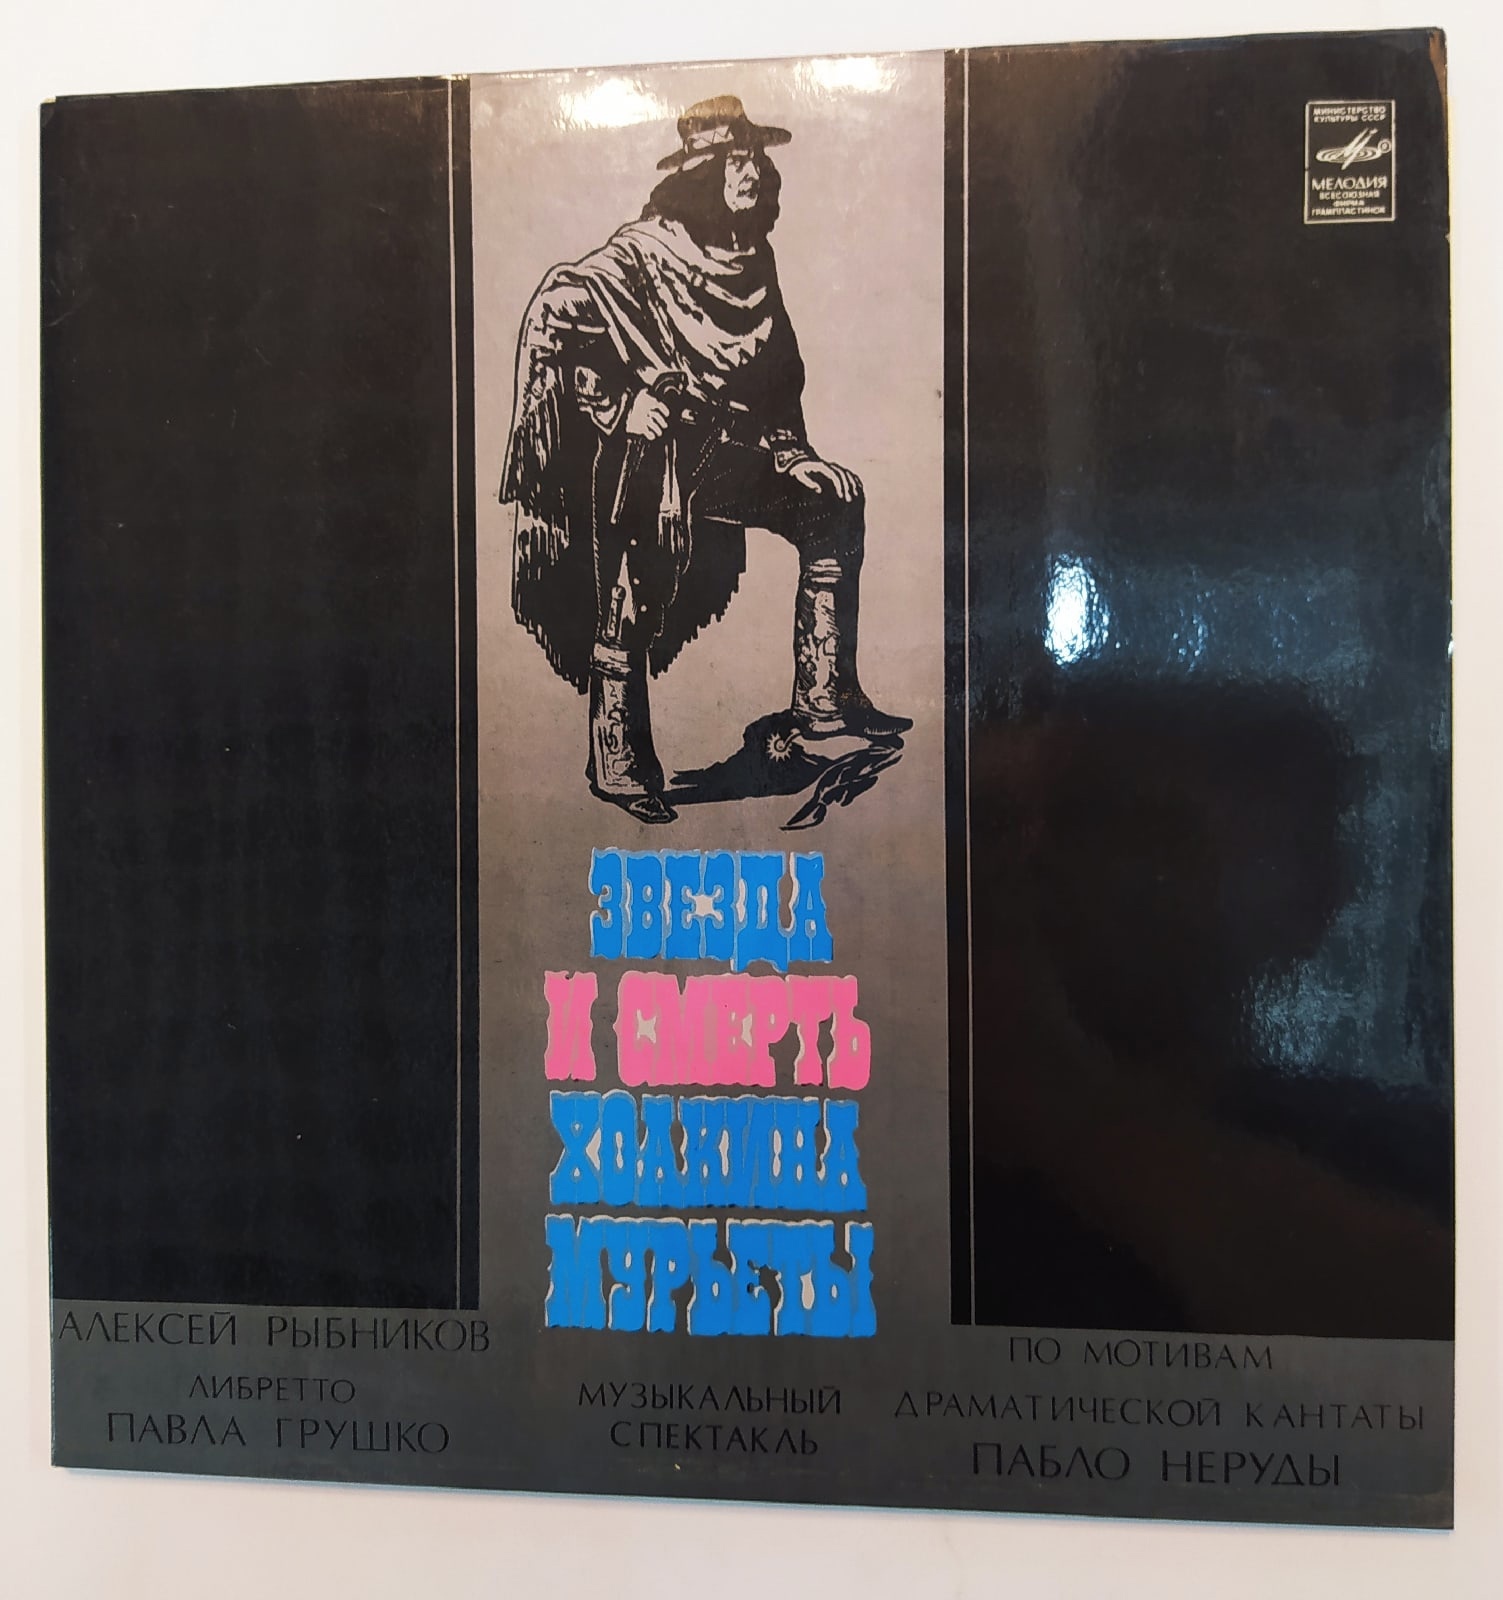 МИНИСТЕРСТВО
КУЛЬТУРЫ СССР
МЕЛОДИЯ
ВСЕСОЮЗНАЯ
ФИРМА
ГРАМПЛАСТИНОК
ЗВЕЗДА
И СМЕРТЬ
ХОАКИНА
МУРЬЕТЫ
АЛЕКСЕЙ РЫБНИКОВ
ЛИБРЕТТО
ПАВЛА ГРУШКО
МУЗЫКАЛЬНЫЙ
СПЕКТАКЛЬ
ПО МОТИВАМ
ДРАМАТИЧЕСКОЙ КАНТАТЫ
ПАБЛО НЕРУДЫ